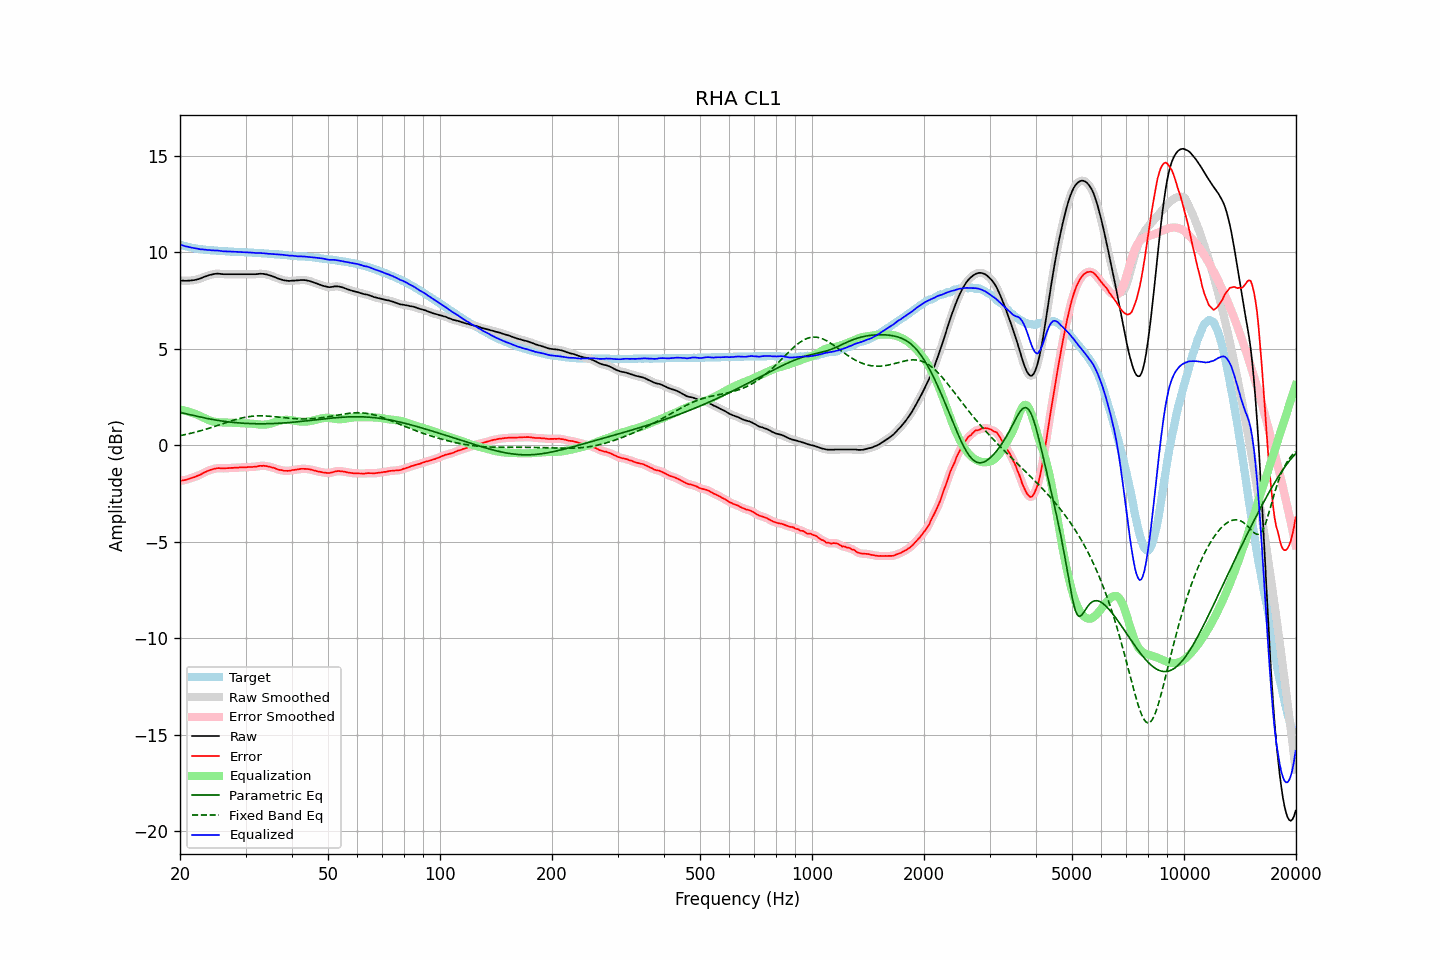 RHA CL1
Amplitude (dBr)
15
10
5
0
−5
−10
−15
−20
Target
Raw Smoothed
Error Smoothed
Raw
Error
Equalization
Parametric Eq
Fixed Band Eq
Equalized
20 50 100 200 500 1000 2000 5000 10000 20000
Frequency (Hz)